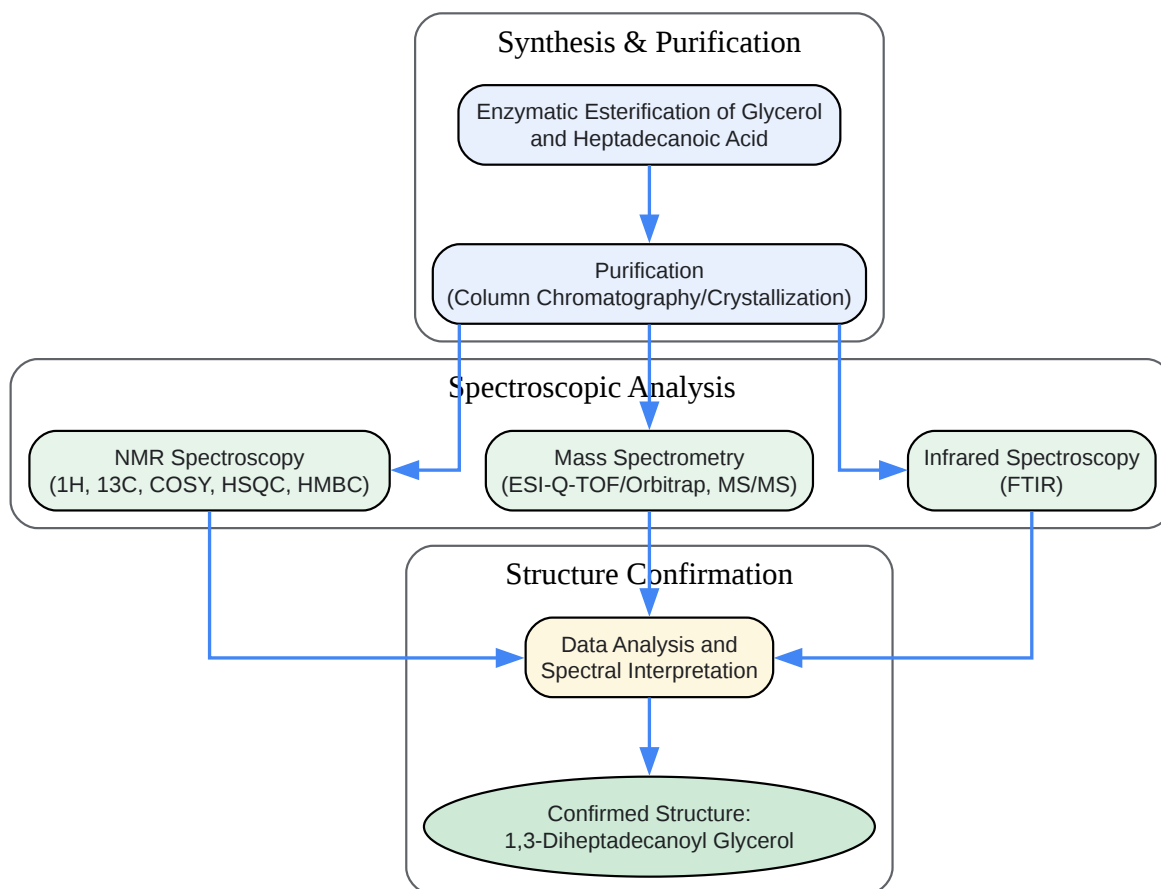 Synthesis & Purification
Enzymatic Esterification of Glycerol
and Heptadecanoic Acid
Purification
(Column Chromatography/Crystallization)
Spectroscopic Analysis
NMR Spectroscopy
(1H, 13C, COSY, HSQC, HMBC)
Mass Spectrometry
(ESI-Q-TOF/Orbitrap, MS/MS)
Infrared Spectroscopy
(FTIR)
Structure Confirmation
Data Analysis and
Spectral Interpretation
Confirmed Structure:
1,3-Diheptadecanoyl Glycerol